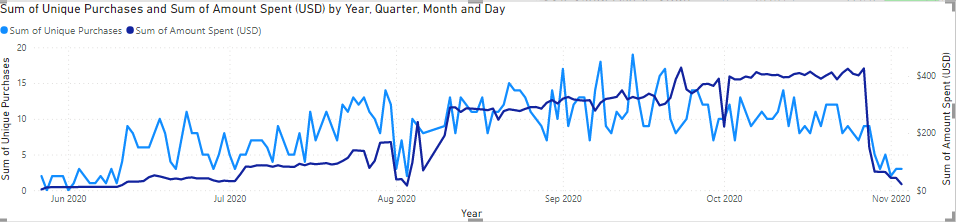 Sum of Unique Purchases and Sum of Amount Spent (USD) by Year, Quarter, Month and Day
Sum of Unique Purchases Sum of Amount Spent (USD)
Sum of Unique Purchases
20
15
10
5
0
Jun 2020 Jul 2020 Aug 2020 Sep 2020 Oct 2020 Nov 2020
Year
$400
$200
$0
Sum of Amount Spent (USD)